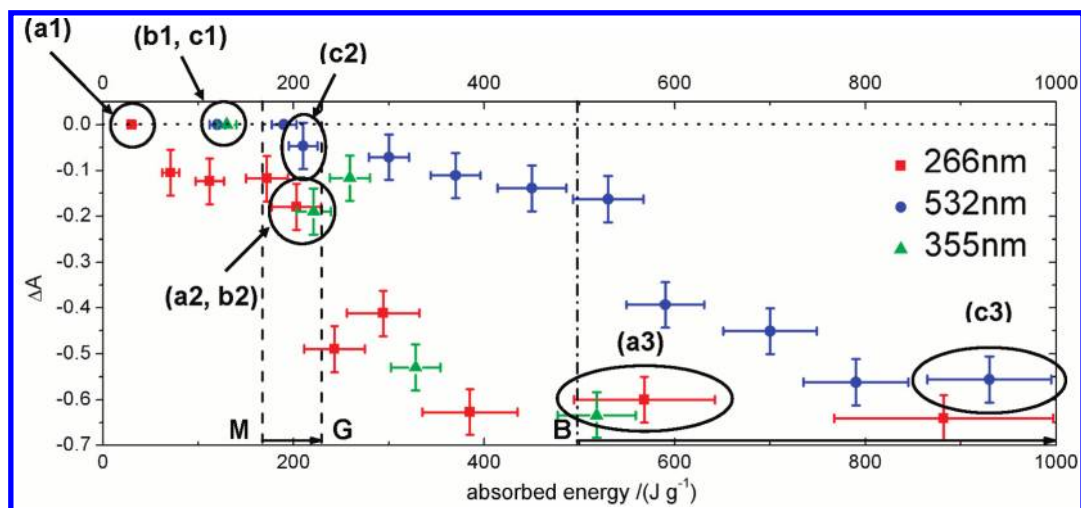 (a1)
(b1, c1)
(c2)
0 200 400 600 800 1000
0.0
-0.1
-0.2
-0.3
-0.4
-0.5
-0.6
-0.7
ΔA
266nm
532nm
355nm
(a2, b2)
(a3)
(c3)
M G B
0 200 400 600 800 1000
absorbed energy /(J g⁻¹)